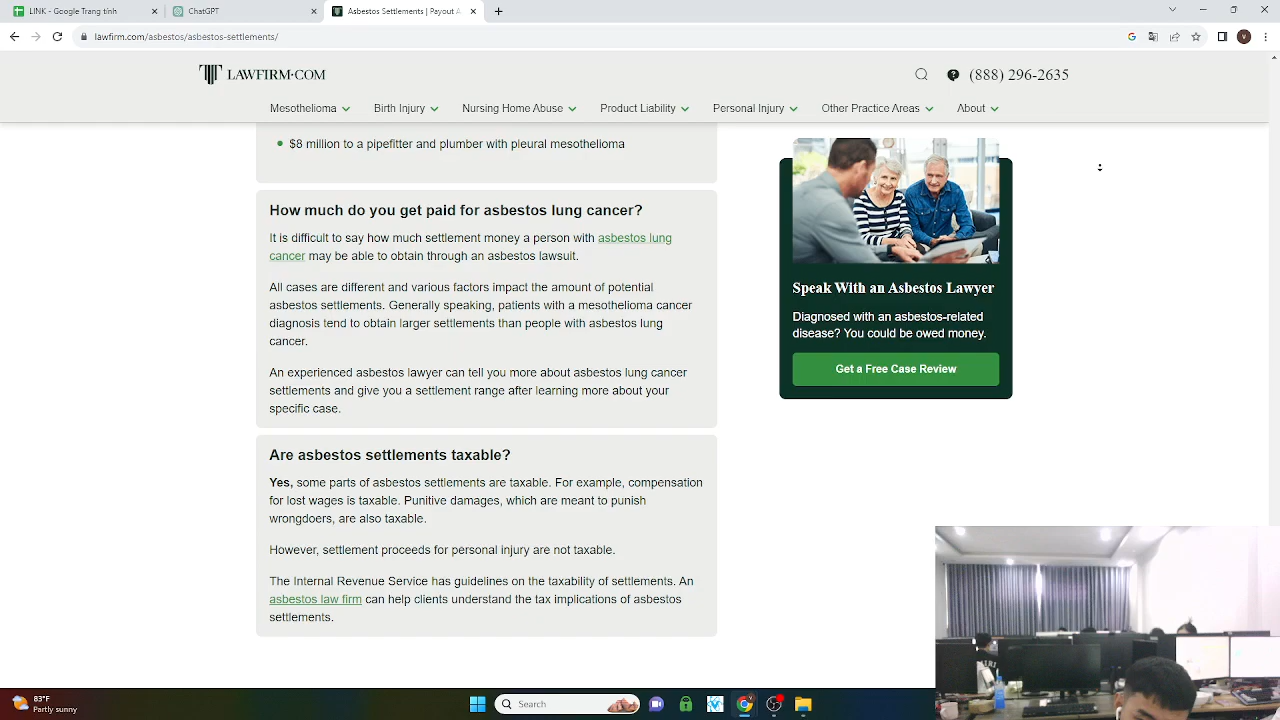 LINK - Google Trang tính
ChatGPT
Asbestos Settlements | Payout A
lawfirm.com/asbestos/asbestos-settlements/
LAWFIRM·COM
(888) 296-2635
Mesothelioma
Birth Injury
Nursing Home Abuse
Product Liability
Personal Injury
Other Practice Areas
About
$8 million to a pipefitter and plumber with pleural mesothelioma
How much do you get paid for asbestos lung cancer?
It is difficult to say how much settlement money a person with asbestos lung
cancer may be able to obtain through an asbestos lawsuit.
All cases are different and various factors impact the amount of potential
asbestos settlements. Generally speaking, patients with a mesothelioma cancer
diagnosis tend to obtain larger settlements than people with asbestos lung
cancer.
An experienced asbestos lawyer can tell you more about asbestos lung cancer
settlements and give you a settlement range after learning more about your
specific case.
Are asbestos settlements taxable?
Yes, some parts of asbestos settlements are taxable. For example, compensation
for lost wages is taxable. Punitive damages, which are meant to punish
wrongdoers, are also taxable.
However, settlement proceeds for personal injury are not taxable.
The Internal Revenue Service has guidelines on the taxability of settlements. An
asbestos law firm can help clients understand the tax implications of asbestos
settlements.
Speak With an Asbestos Lawyer
Diagnosed with an asbestos-related
disease? You could be owed money.
Get a Free Case Review
83°F
Partly sunny
Search